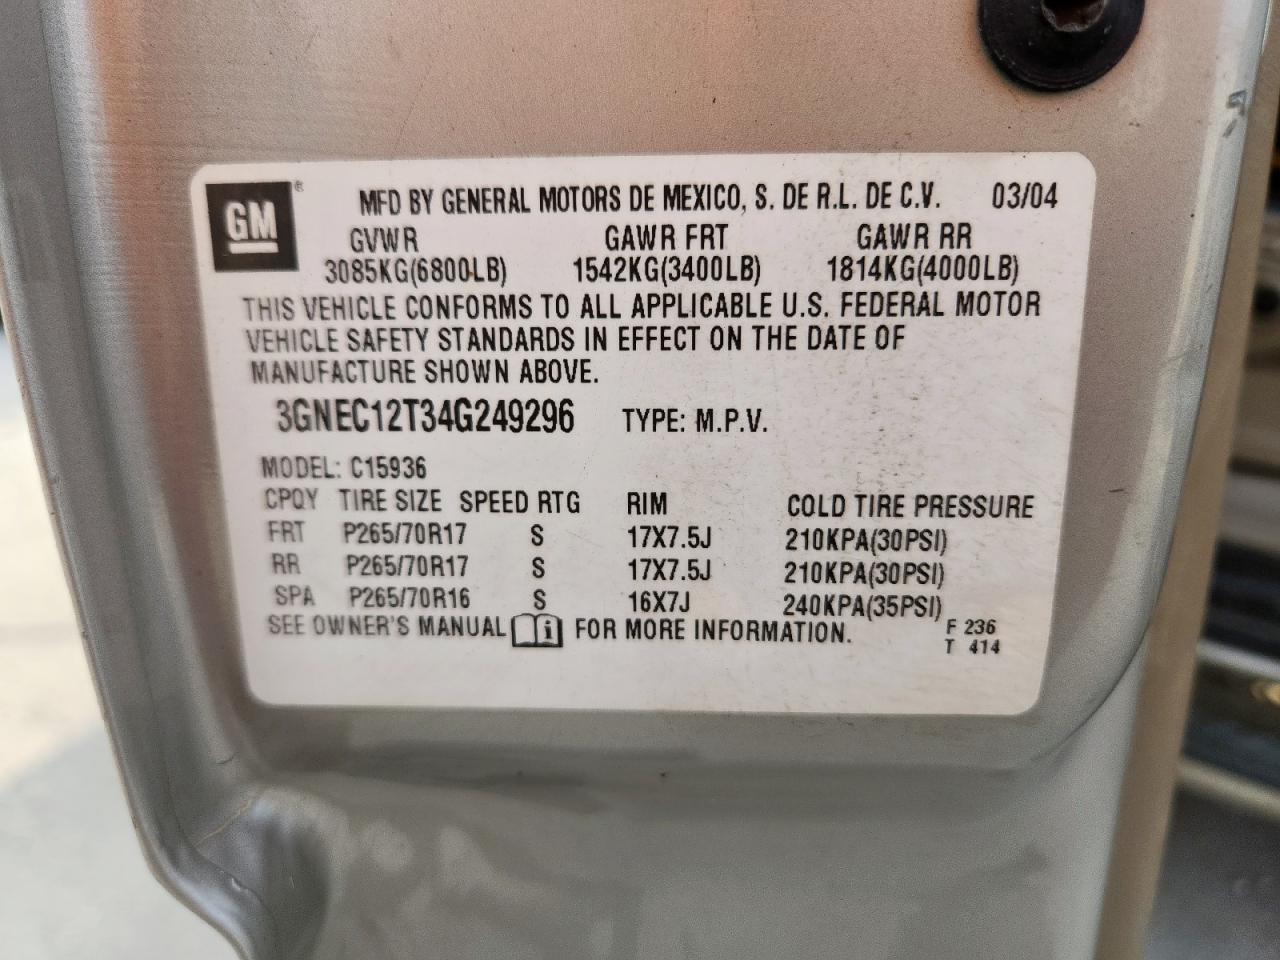 GM®
MFD BY GENERAL MOTORS DE MEXICO, S. DE R.L. DE C.V. 03/04
GVWR GAWR FRT GAWR RR
3085KG(6800LB) 1542KG(3400LB) 1814KG(4000LB)
THIS VEHICLE CONFORMS TO ALL APPLICABLE U.S. FEDERAL MOTOR
VEHICLE SAFETY STANDARDS IN EFFECT ON THE DATE OF
MANUFACTURE SHOWN ABOVE.
3GNEC12T34G249296 TYPE: M.P.V.
MODEL: C15936
CPQY TIRE SIZE SPEED RTG RIM COLD TIRE PRESSURE
FRT P265/70R17 S 17X7.5J 210KPA(30PSI)
RR P265/70R17 S 17X7.5J 210KPA(30PSI)
SPA P265/70R16 S 16X7J 240KPA(35PSI)
SEE OWNER'S MANUAL i FOR MORE INFORMATION. F 236
T 414